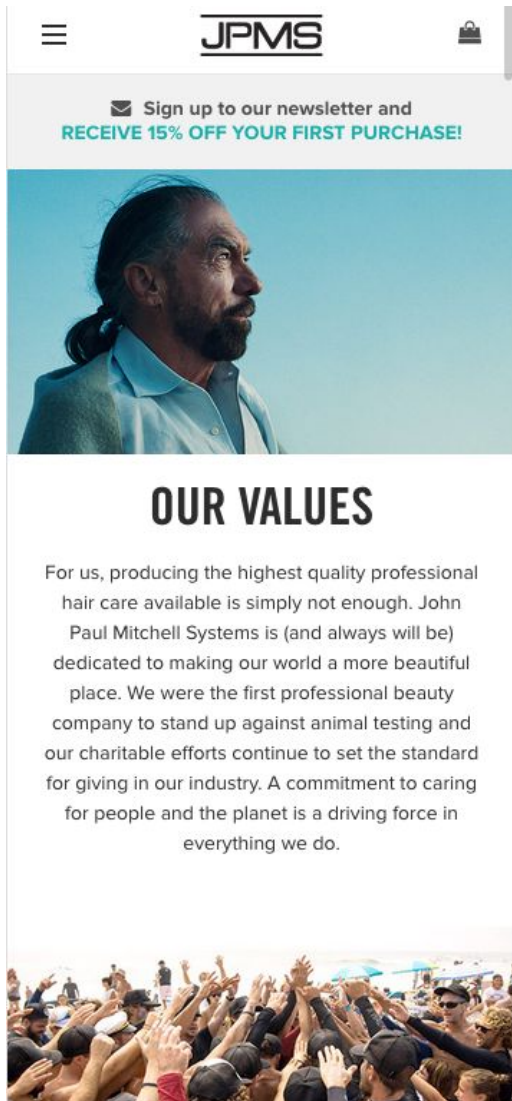 JPMS
Sign up to our newsletter and
RECEIVE 15% OFF YOUR FIRST PURCHASE!
OUR VALUES
For us, producing the highest quality professional
hair care available is simply not enough. John
Paul Mitchell Systems is (and always will be)
dedicated to making our world a more beautiful
place. We were the first professional beauty
company to stand up against animal testing and
our charitable efforts continue to set the standard
for giving in our industry. A commitment to caring
for people and the planet is a driving force in
everything we do.